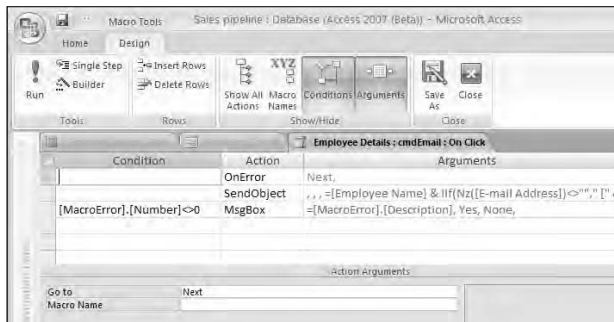 Macro Tools
Sales pipeline : Database (Access 2007 (Beta)) - Microsoft Access
Home
Design
Run
Single Step
Builder
Tools
Insert Rows
Delete Rows
Rows
Show All Actions
XYZ
Macro Names
Conditions
Arguments
Show/Hide
Save As
Close
Close
Employee Details : cmdEmail : On Click
Condition Action Arguments
OnError Next,
SendObject , , , =[Employee Name] & IIf(Nz([E-mail Address])<>""," ["
[MacroError].[Number]<>0 MsgBox =[MacroError].[Description], Yes, None,
Action Arguments
Go to Next
Macro Name